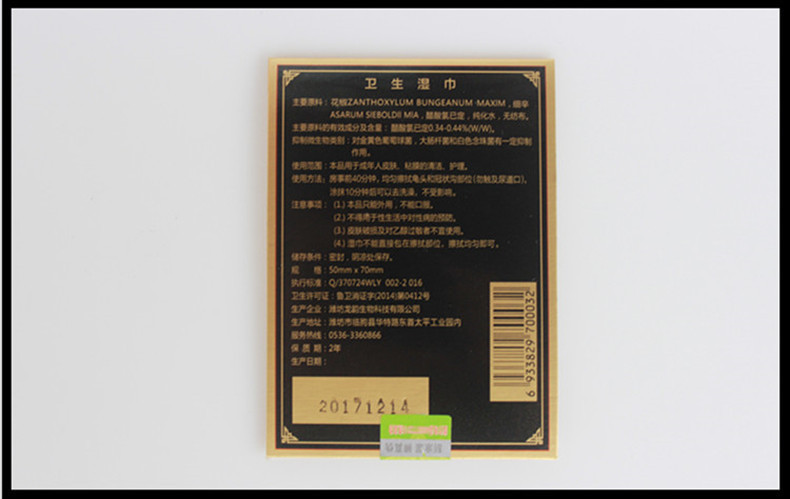 卫生湿巾
主要原料：花椒ZANTHOXYLUM BUNGEANUM MAXIM，细辛
ASARUM SIEBOLDII MIA，醋酸氯已定，纯化水，无纺布。
主要原料的有效成分及含量：醋酸氯已定0.34-0.44%(W/W)。
抑制微生物类别：对金黄色葡萄球菌，大肠杆菌和白色念珠菌有一定抑制
作用。
使用范围：本品用于成年人皮肤、粘膜的清洁、护理。
使用方法：房事前40分钟，均匀擦拭龟头和冠状沟部位(勿触及尿道口)，
涂抹10分钟后可以去洗澡，不受影响。
注意事项：(1.) 本品只能外用，不能口服。
(2.) 不得用于性生活中对性病的预防。
(3.) 皮肤破损及对乙醇过敏者不宜使用。
(4.) 湿巾不能直接包在擦拭部位，擦拭均匀即可。
储存条件：密封，阴凉处保存。
规 格：50mm x 70mm
执行标准：Q/370724WLY 002-2 016
卫生许可证：鲁卫消证字(2014)第0412号
生产企业：潍坊龙韵生物科技有限公司
生产地址：潍坊市临朐县华特路东首太平工业园内
服务热线：0536-3360866
保 质 期：2年
生产日期：
20171214
6 933829 700032